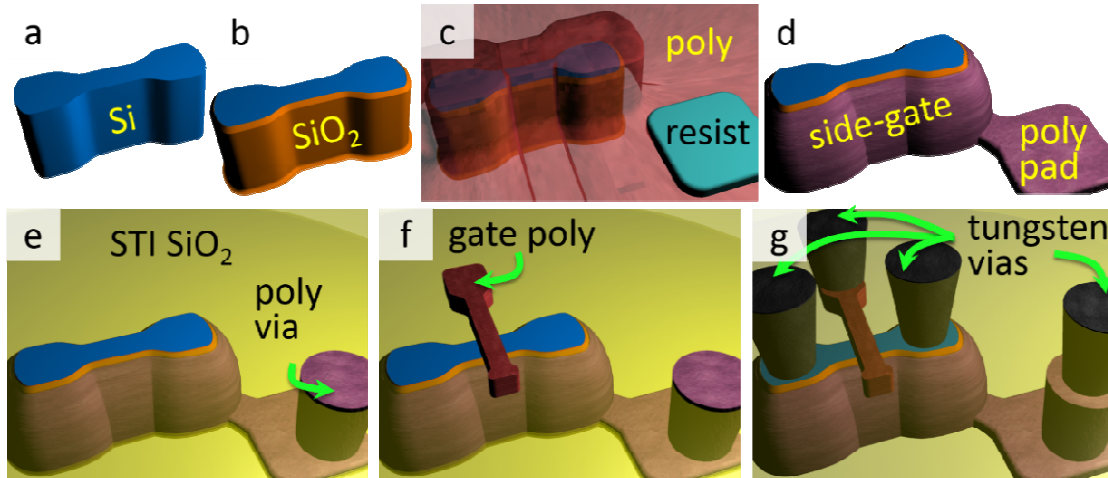 a
Si
b
SiO₂
c
poly
resist
d
side-gate
poly
pad
e
STI SiO₂
poly
via
f
gate poly
g
tungsten
vias